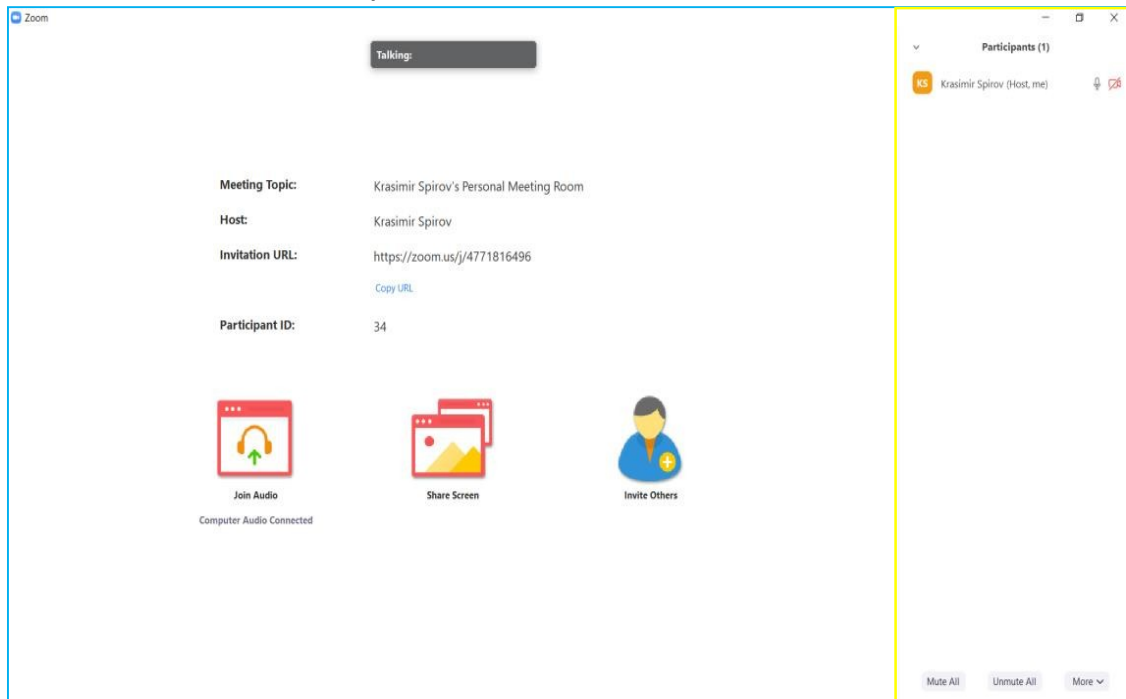 Zoom
Talking:
Meeting Topic: Krasimir Spirov's Personal Meeting Room
Host: Krasimir Spirov
Invitation URL: https://zoom.us/j/4771816496
Copy URL
Participant ID: 34
Join Audio
Computer Audio Connected
Share Screen
Invite Others
Participants (1)
KS Krasimir Spirov (Host, me)
Mute All Unmute All More